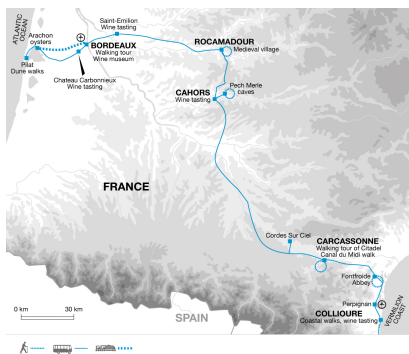 ATLANTIC
OCEAN
Arachon
oysters
Pilat
Dune walks
Saint-Emilion
Wine tasting
BORDEAUX
Walking tour
Wine museum
Chateau Carbonnieux
Wine tasting
ROCAMADOUR
Medieval village
Pech Merle
caves
CAHORS
Wine tasting
FRANCE
Cordes Sur Ciel
CARCASSONNE
Walking tour of Citadel
Canal du Midi walk
Fontfroide
Abbey
Perpignan
COLLIOURE
Coastal walks, wine tasting
VERMILION
COAST
SPAIN
0 km
30 km